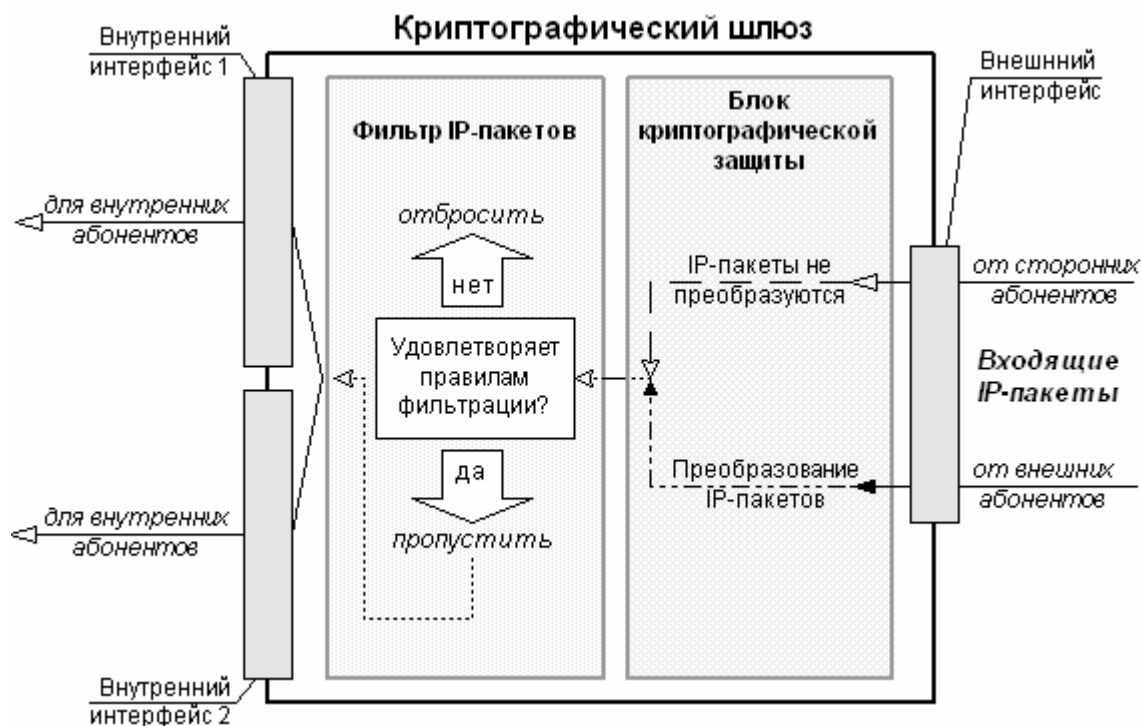 Криптографический шлюз
Внутренний
интерфейс 1
Внешнний
интерфейс
Фильтр IP-пакетов
Блок
криптографической
защиты
для внутренних
абонентов
отбросить
нет
IP-пакеты не
преобразуются
от сторонних
абонентов
Удовлетворяет
правилам
фильтрации?
Входящие
IP-пакеты
да
Преобразование
IP-пакетов
от внешних
абонентов
для внутренних
абонентов
пропустить
Внутренний
интерфейс 2